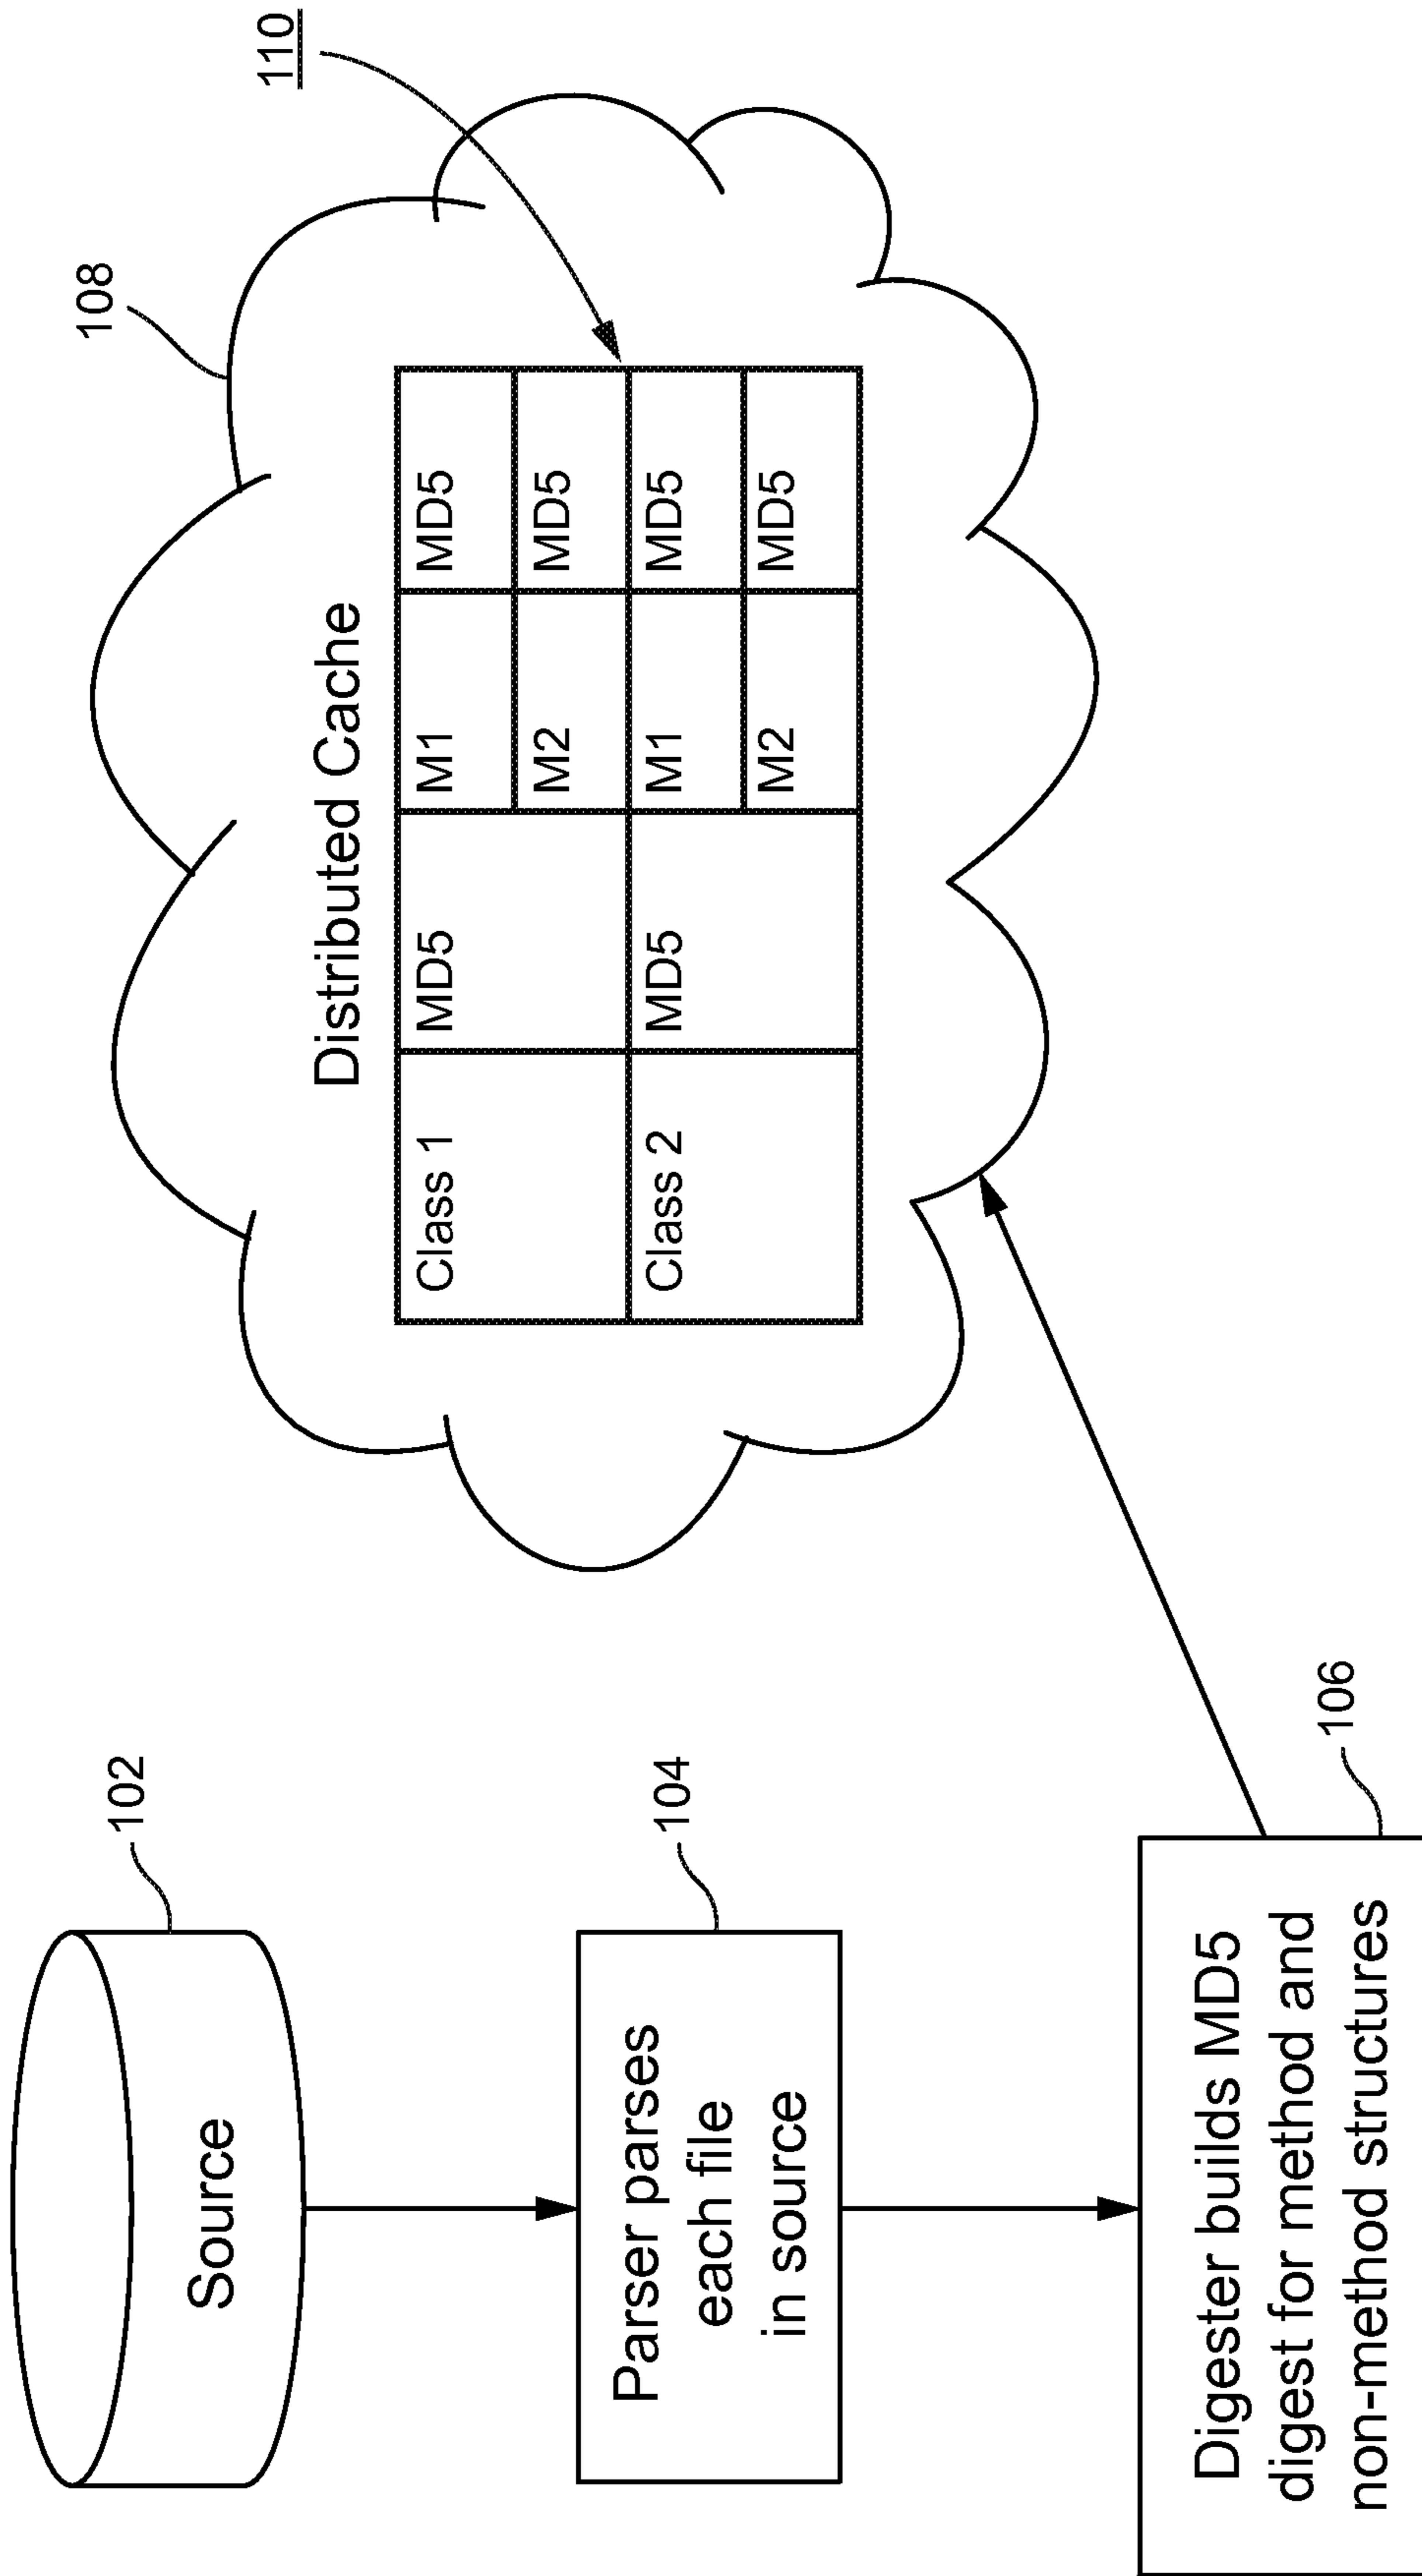 102
Source
104
Parser parses
each file
in source
106
Digester builds MD5
digest for method and
non-method structures
108
110
Distributed Cache
Class 1 MD5 M1 MD5
M2 MD5
Class 2 MD5 M1 MD5
M2 MD5